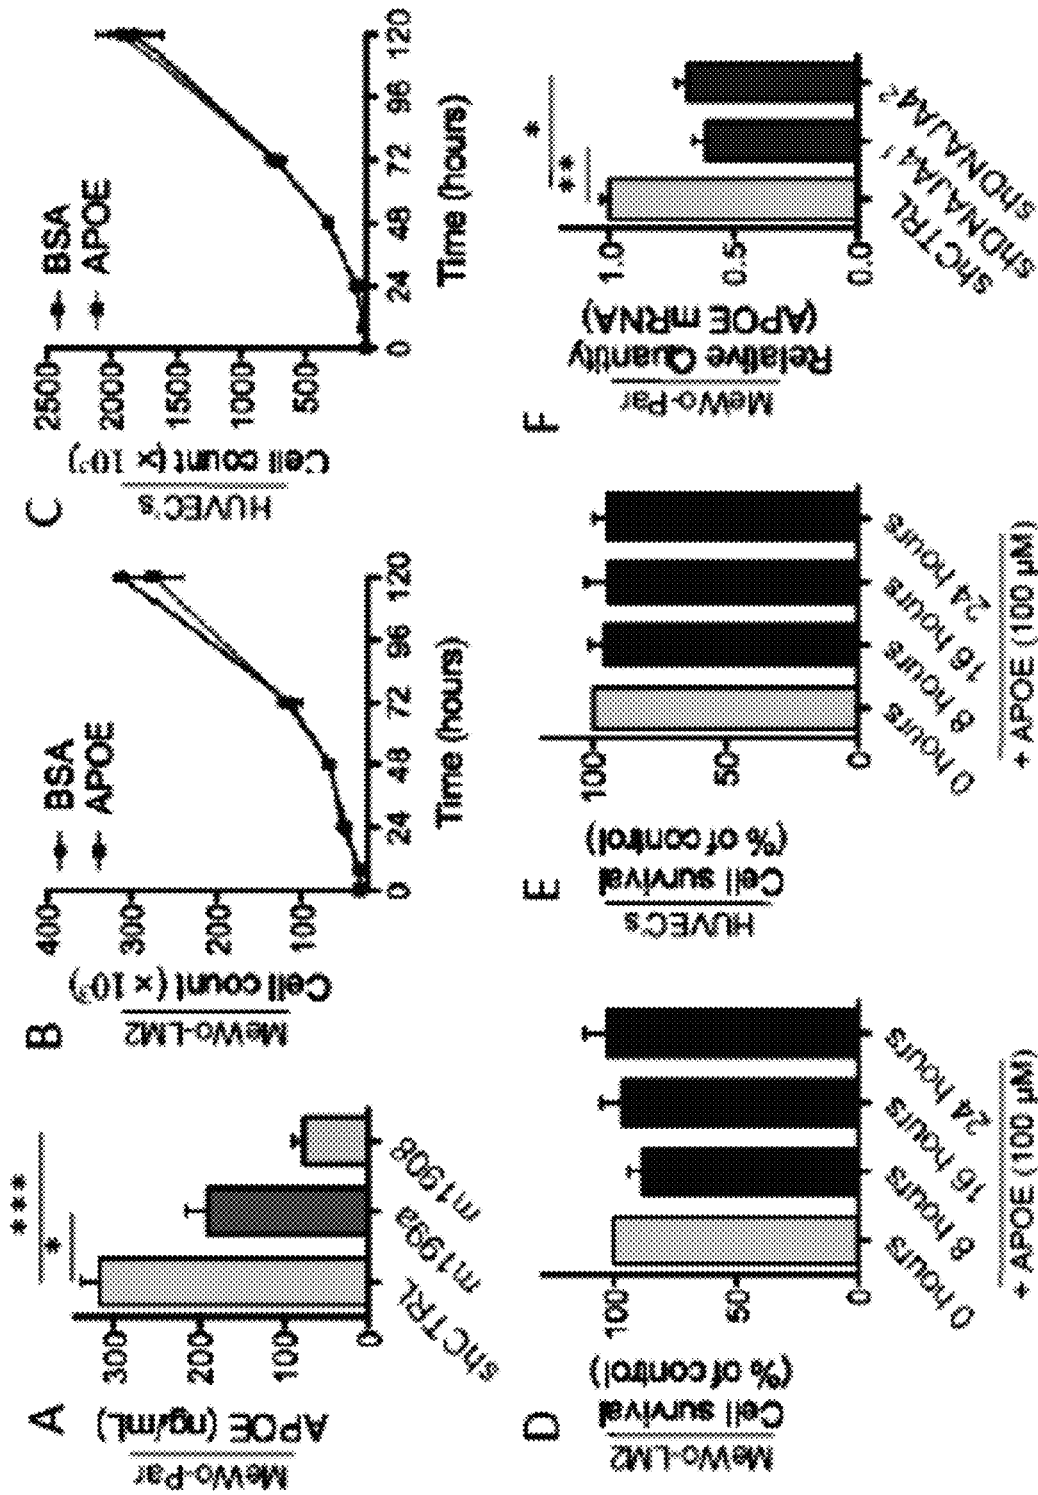 A
MeWo-Par
APOE (ng/mL)
300
200
100
0
shCTRL
m199a
m1908
*
***
B
MeWo-LM2
Cell count (x 10³)
400
300
200
100
0
24
48
72
96
120
Time (hours)
BSA
APOE
C
HUVEC's
Cell count (x 10³)
2500
2000
1500
1000
500
0
24
48
72
96
120
Time (hours)
BSA
APOE
D
MeWo-LM2
Cell survival
(% of control)
100
50
0
0 hours
8 hours
16 hours
24 hours
+ APOE (100 µM)
E
HUVEC's
Cell survival
(% of control)
100
50
0
0 hours
8 hours
16 hours
24 hours
+ APOE (100 µM)
F
MeWo-Par
Relative Quantity
(APOE mRNA)
1.0
0.5
0.0
shCTRL
shDNAJA4¹
shDNAJA4²
**
*